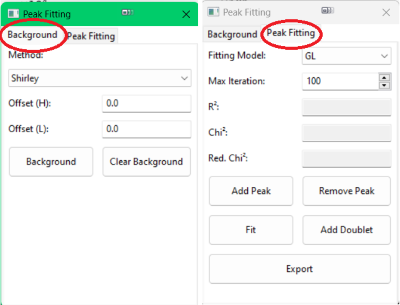 Peak Fitting
Background Peak Fitting
Method:
Shirley
Offset (H): 0.0
Offset (L): 0.0
Background Clear Background
Peak Fitting
Background Peak Fitting
Fitting Model: GL
Max Iteration: 100
R²:
Chi²:
Red. Chi²:
Add Peak Remove Peak
Fit Add Doublet
Export